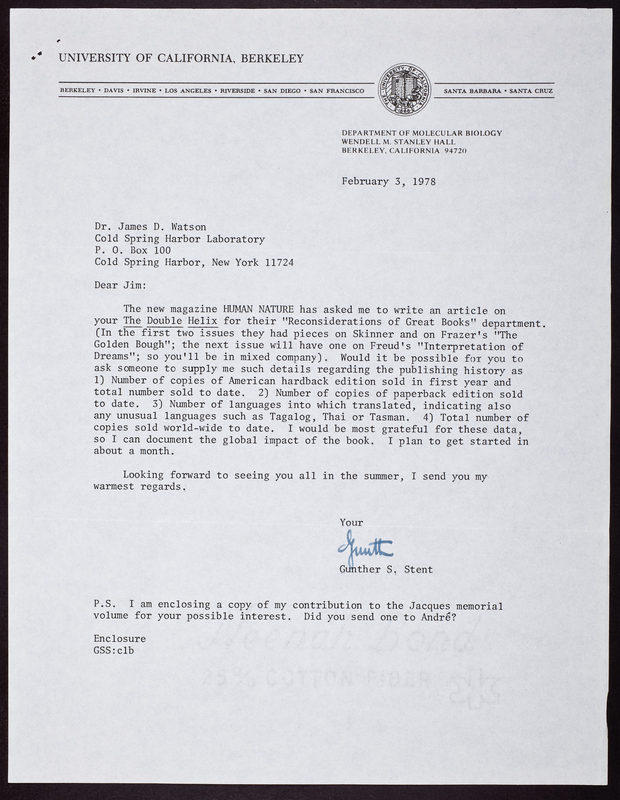 UNIVERSITY OF CALIFORNIA, BERKELEY
BERKELEY • DAVIS • IRVINE • LOS ANGELES • RIVERSIDE • SAN DIEGO • SAN FRANCISCO
SANTA BARBARA • SANTA CRUZ
DEPARTMENT OF MOLECULAR BIOLOGY
WENDELL M. STANLEY HALL
BERKELEY, CALIFORNIA 94720
February 3, 1978
Dr. James D. Watson
Cold Spring Harbor Laboratory
P. O. Box 100
Cold Spring Harbor, New York 11724
Dear Jim:
The new magazine HUMAN NATURE has asked me to write an article on
your The Double Helix for their "Reconsiderations of Great Books" department.
(In the first two issues they had pieces on Skinner and on Frazer's "The
Golden Bough"; the next issue will have one on Freud's "Interpretation of
Dreams"; so you'll be in mixed company). Would it be possible for you to
ask someone to supply me such details regarding the publishing history as
1) Number of copies of American hardback edition sold in first year and
total number sold to date. 2) Number of copies of paperback edition sold
to date. 3) Number of languages into which translated, indicating also
any unusual languages such as Tagalog, Thai or Tasman. 4) Total number of
copies sold world-wide to date. I would be most grateful for these data,
so I can document the global impact of the book. I plan to get started in
about a month.
Looking forward to seeing you all in the summer, I send you my
warmest regards.
Your
Gunth
Gunther S. Stent
P.S. I am enclosing a copy of my contribution to the Jacques memorial
volume for your possible interest. Did you send one to André?
Enclosure
GSS:clb